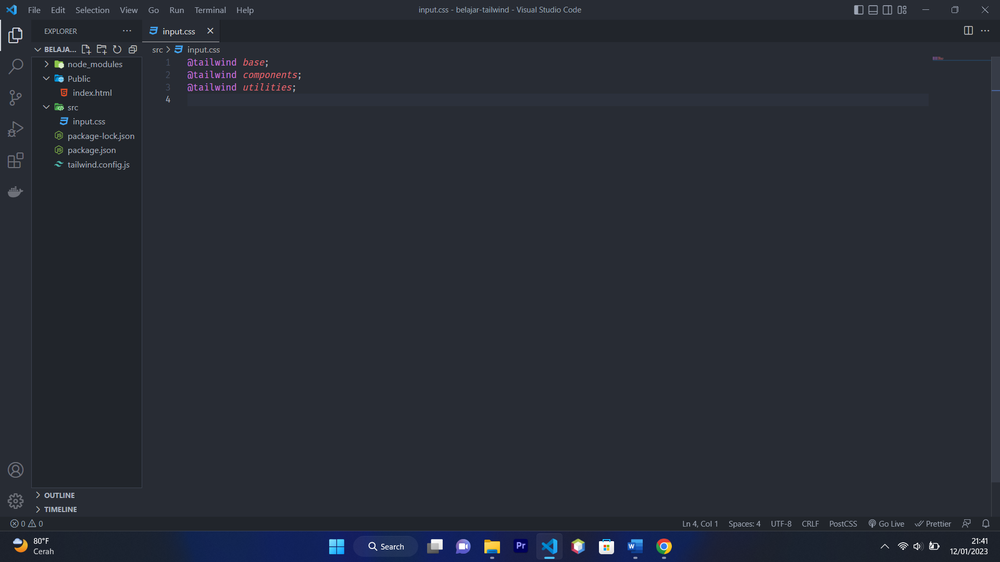 File Edit Selection View Go Run Terminal Help
input.css - belajar-tailwind - Visual Studio Code
EXPLORER
BELAJA...
node_modules
Public
index.html
src
input.css
package-lock.json
package.json
tailwind.config.js
OUTLINE
TIMELINE
input.css
src > input.css
1 @tailwind base;
2 @tailwind components;
3 @tailwind utilities;
4
0 0
Ln 4, Col 1 Spaces: 4 UTF-8 CRLF PostCSS Go Live Prettier
80°F
Cerah
Search
Pr
W
21:41
12/01/2023